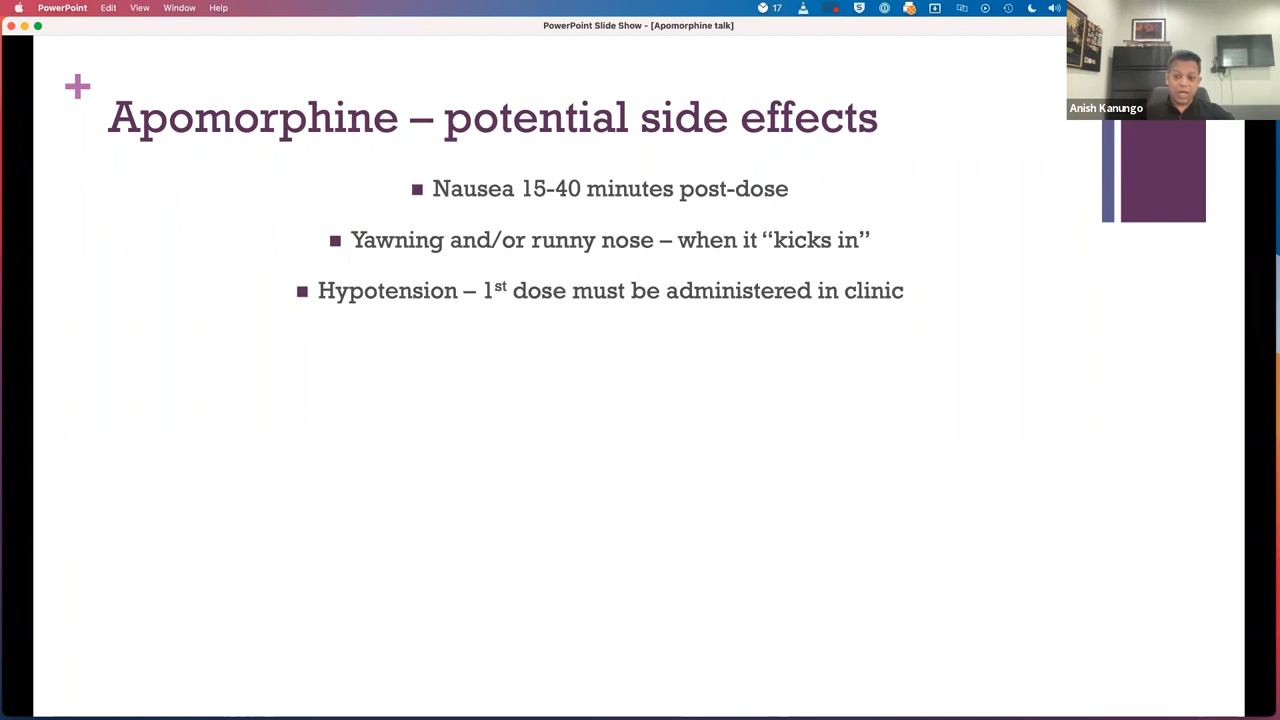 PowerPoint Edit View Window Help 17
PowerPoint Slide Show - [Apomorphine talk]
Anish Kanungo
+
Apomorphine – potential side effects
■ Nausea 15-40 minutes post-dose
■ Yawning and/or runny nose – when it “kicks in”
■ Hypotension – 1st dose must be administered in clinic